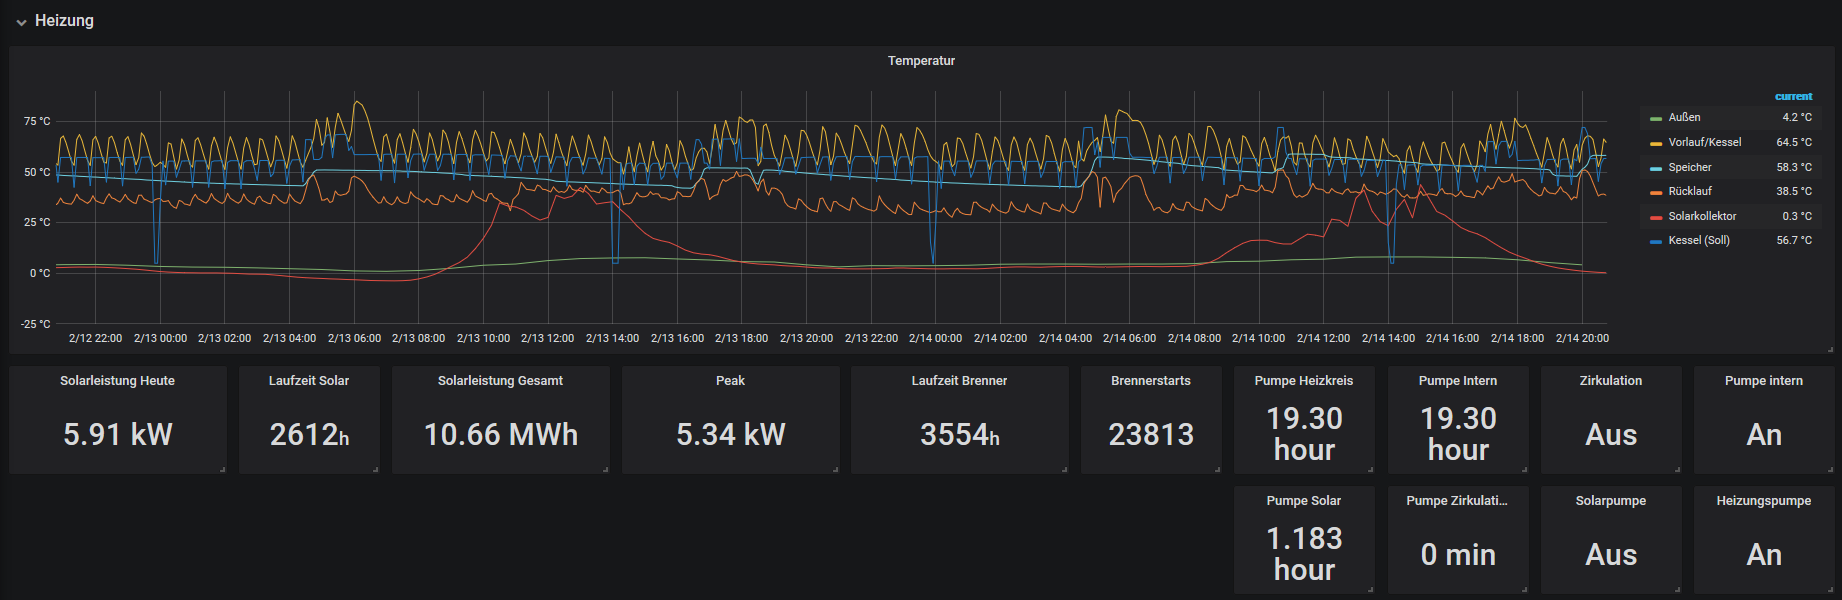 Heizung
Temperatur
75 °C
50 °C
25 °C
0 °C
-25 °C
2/12 22:00 2/13 00:00 2/13 02:00 2/13 04:00 2/13 06:00 2/13 08:00 2/13 10:00 2/13 12:00 2/13 14:00 2/13 16:00 2/13 18:00 2/13 20:00 2/13 22:00 2/14 00:00 2/14 02:00 2/14 04:00 2/14 06:00 2/14 08:00 2/14 10:00 2/14 12:00 2/14 14:00 2/14 16:00 2/14 18:00 2/14 20:00
current
Außen 4.2 °C
Vorlauf/Kessel 64.5 °C
Speicher 58.3 °C
Rücklauf 38.5 °C
Solarkollektor 0.3 °C
Kessel (Soll) 56.7 °C
Solarleistung Heute
5.91 kW
Laufzeit Solar
2612h
Solarleistung Gesamt
10.66 MWh
Peak
5.34 kW
Laufzeit Brenner
3554h
Brennerstarts
23813
Pumpe Heizkreis
19.30
hour
Pumpe Intern
19.30
hour
Zirkulation
Aus
Pumpe intern
An
Pumpe Solar
1.183
hour
Pumpe Zirkulati...
0 min
Solarpumpe
Aus
Heizungspumpe
An